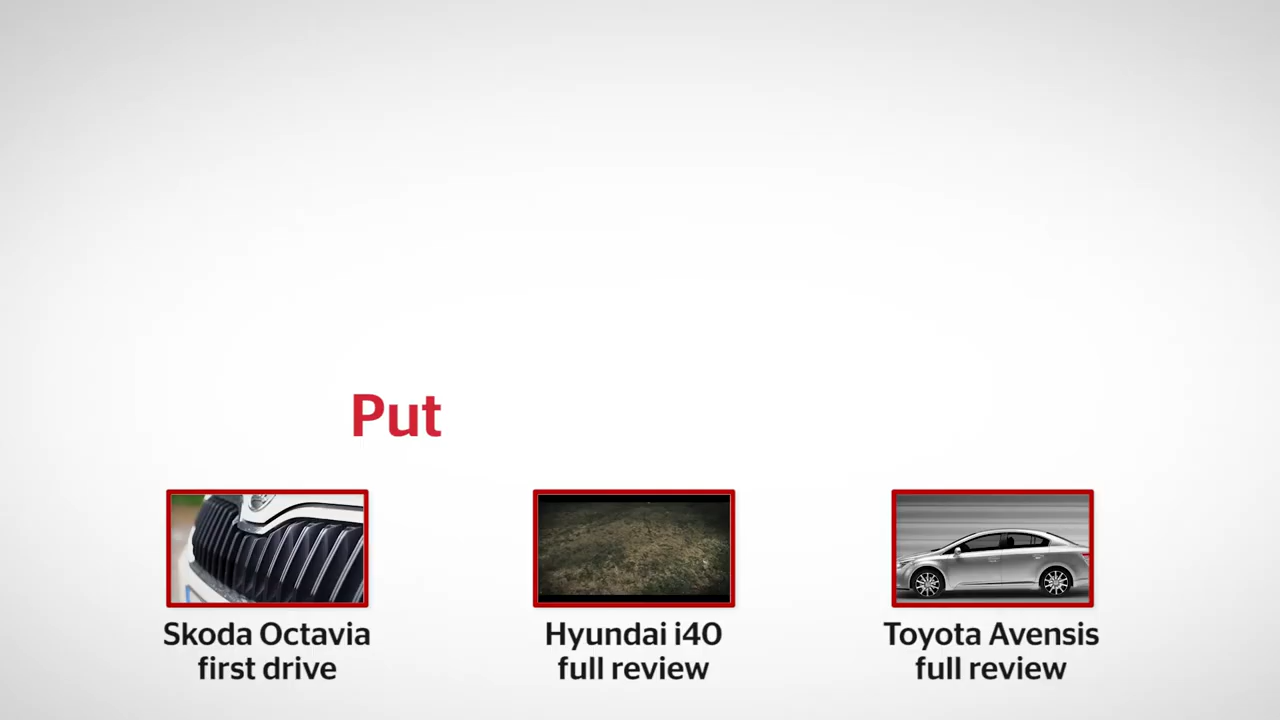 Put
Skoda Octavia
first drive
Hyundai i40
full review
Toyota Avensis
full review